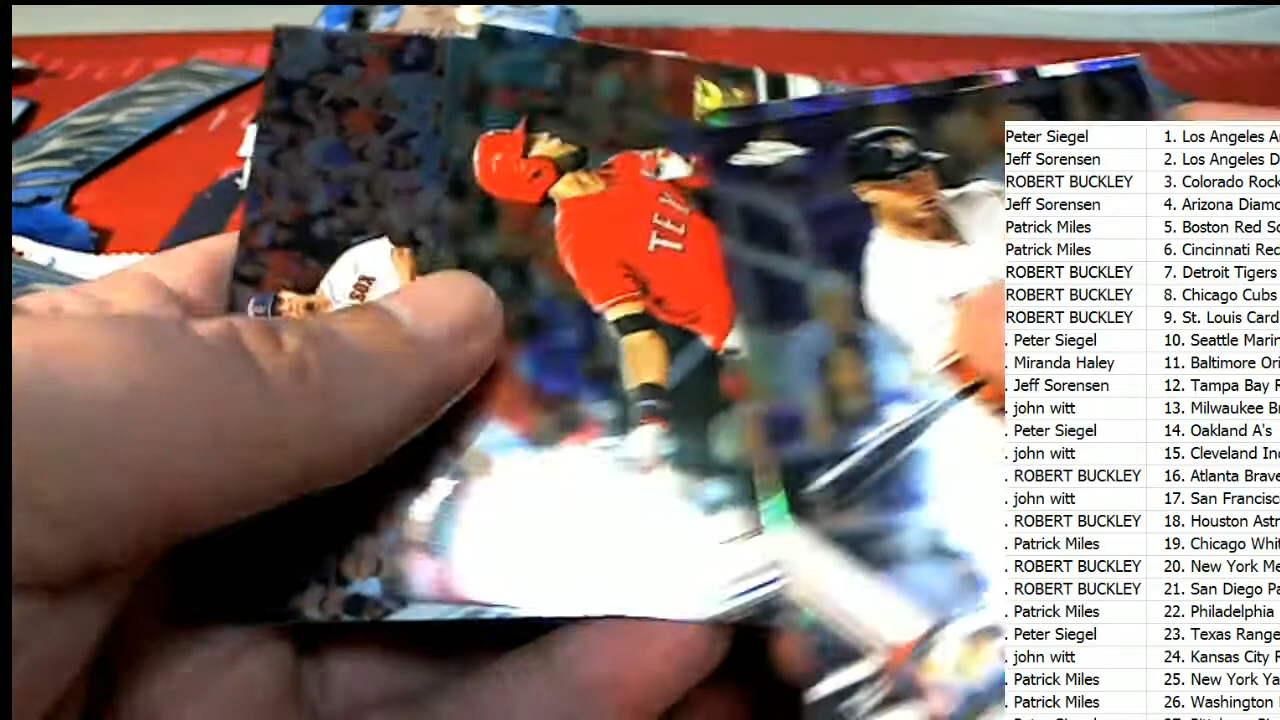 Peter Siegel 1. Los Angeles A
Jeff Sorensen 2. Los Angeles D
ROBERT BUCKLEY 3. Colorado Rock
Jeff Sorensen 4. Arizona Diamo
Patrick Miles 5. Boston Red So
Patrick Miles 6. Cincinnati Rec
ROBERT BUCKLEY 7. Detroit Tigers
ROBERT BUCKLEY 8. Chicago Cubs
ROBERT BUCKLEY 9. St. Louis Card
. Peter Siegel 10. Seattle Marin
. Miranda Haley 11. Baltimore Ori
. Jeff Sorensen 12. Tampa Bay R
. john witt 13. Milwaukee B
. Peter Siegel 14. Oakland A's
. john witt 15. Cleveland Inc
. ROBERT BUCKLEY 16. Atlanta Brave
. john witt 17. San Francisc
. ROBERT BUCKLEY 18. Houston Astr
. Patrick Miles 19. Chicago Whit
. ROBERT BUCKLEY 20. New York Me
. ROBERT BUCKLEY 21. San Diego Pa
. Patrick Miles 22. Philadelphia
. Peter Siegel 23. Texas Range
. john witt 24. Kansas City R
. Patrick Miles 25. New York Ya
. Patrick Miles 26. Washington
SOX
TEX